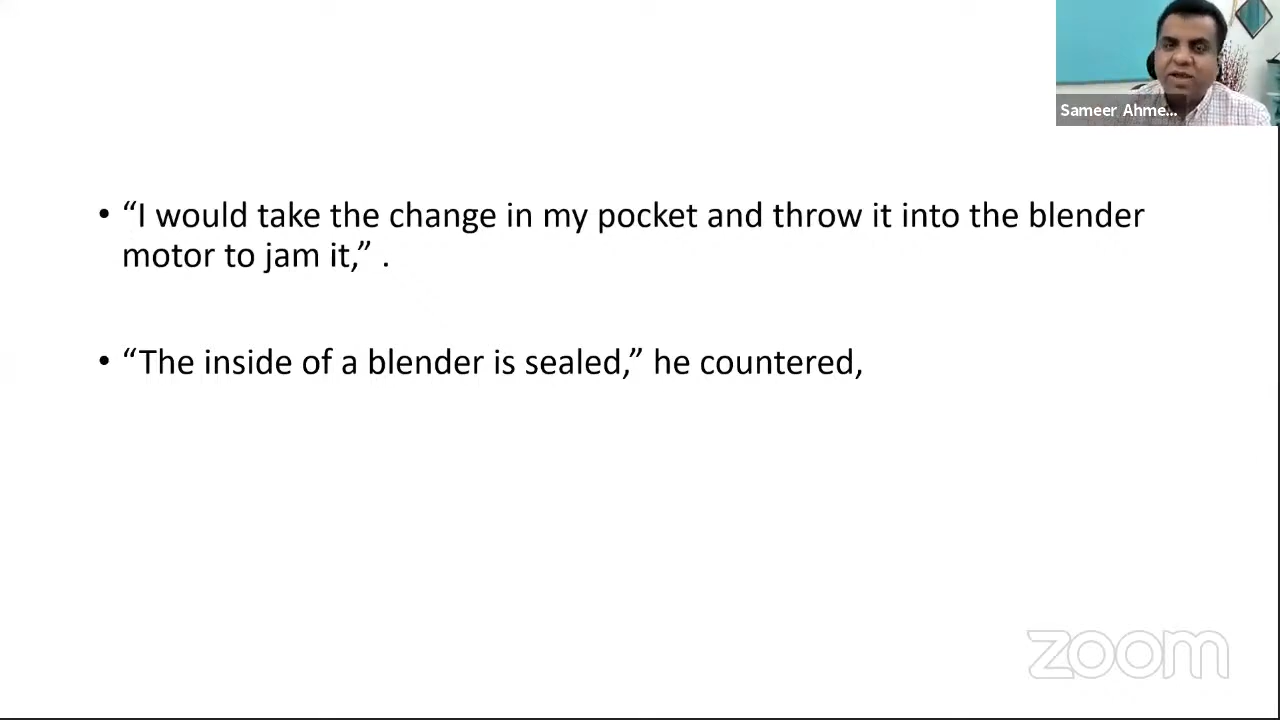 Sameer Ahme...
• “I would take the change in my pocket and throw it into the blender
motor to jam it,” .
• “The inside of a blender is sealed,” he countered,
zoom